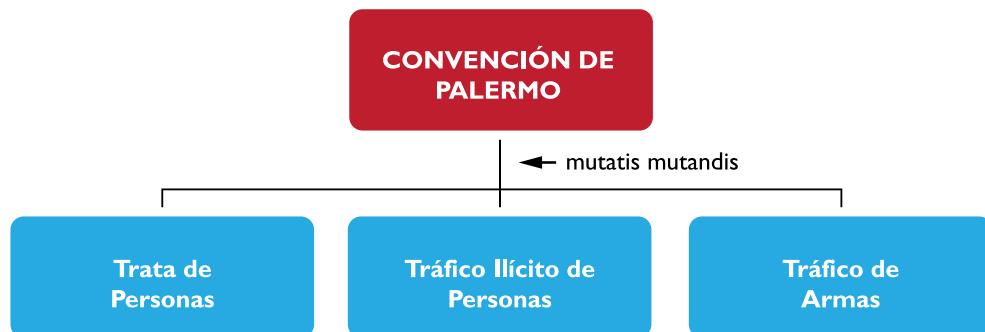 CONVENCIÓN DE
PALERMO
mutatis mutandis
Trata de
Personas
Tráfico Ilícito de
Personas
Tráfico de
Armas